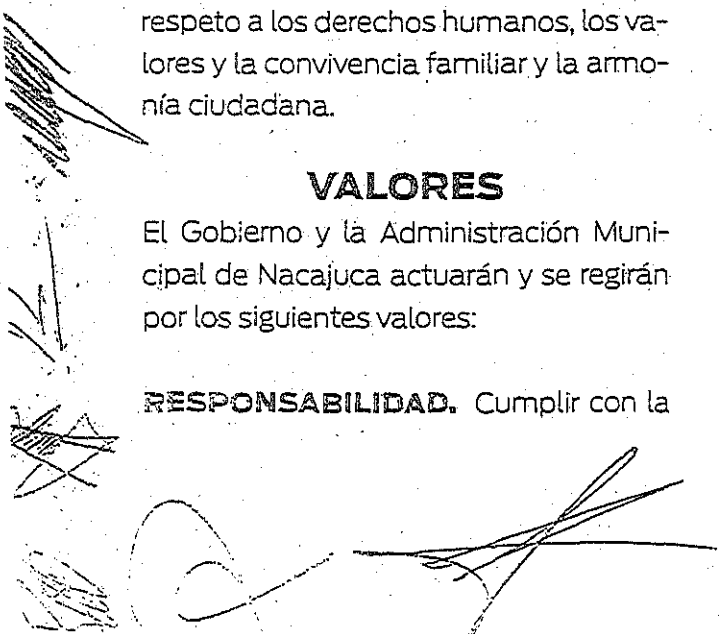 respeto a los derechos humanos, los va-
lores y la convivencia familiar y la armo-
nía ciudadana.
VALORES
El Gobierno y la Administración Muni-
cipal de Nacajuca actuarán y se regirán
por los siguientes valores:
RESPONSABILIDAD. Cumplir con la